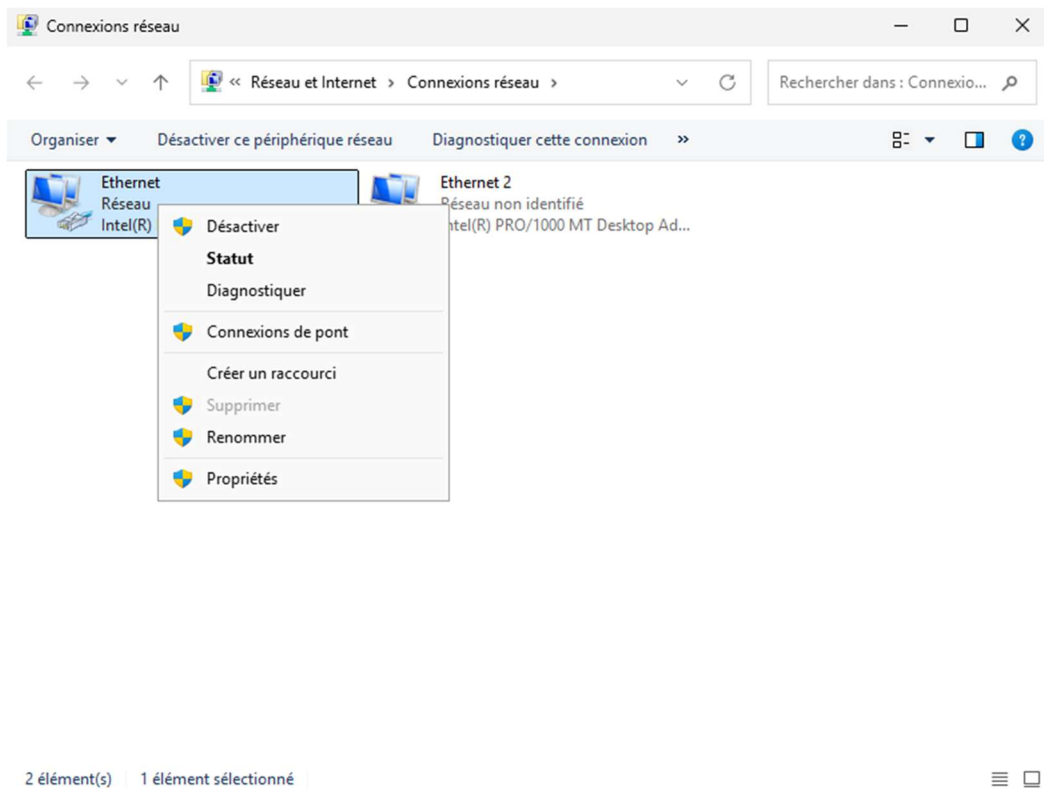 Connexions réseau
« Réseau et Internet > Connexions réseau >
Rechercher dans : Connexio...
Organiser
Désactiver ce périphérique réseau
Diagnostiquer cette connexion
»
Ethernet
Réseau
Intel(R)
Ethernet 2
Réseau non identifié
Intel(R) PRO/1000 MT Desktop Ad...
Désactiver
Statut
Diagnostiquer
Connexions de pont
Créer un raccourci
Supprimer
Renommer
Propriétés
2 élément(s)
1 élément sélectionné